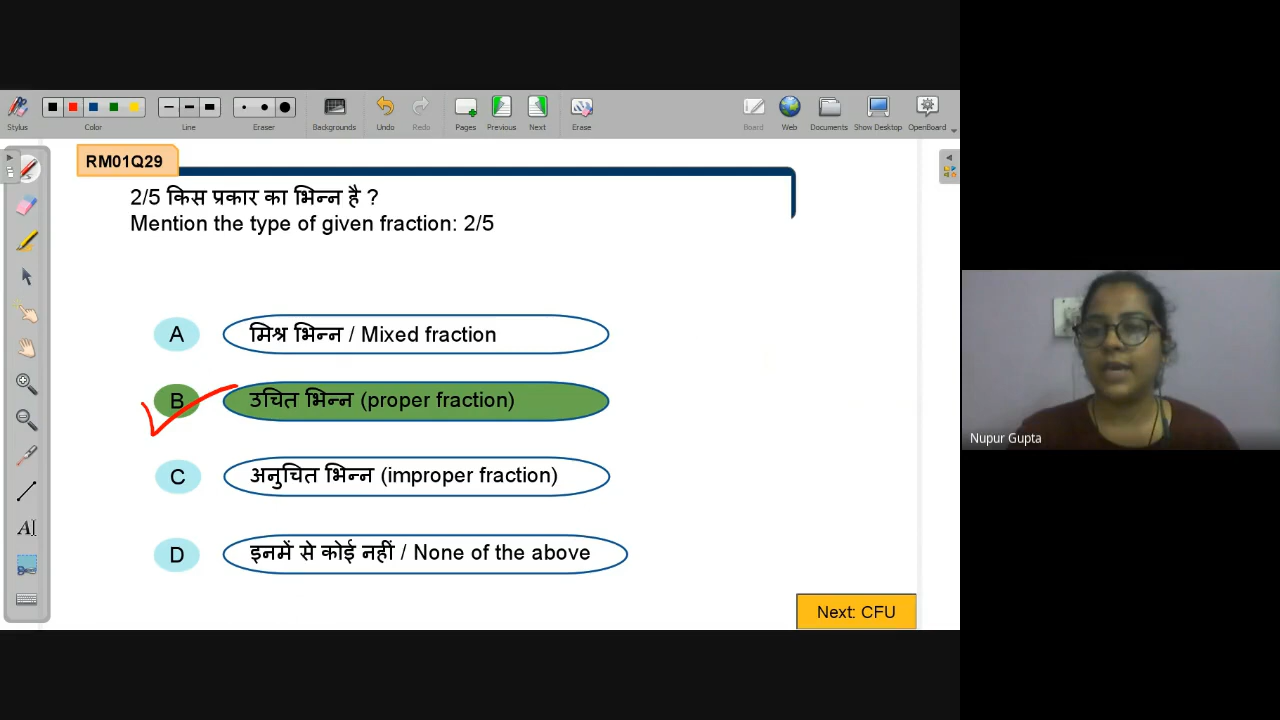 Stylus
Color
Line
Eraser
Backgrounds
Undo
Redo
Pages
Previous
Next
Erase
Board
Web
Documents
Show Desktop
OpenBoard
RM01Q29
2/5 किस प्रकार का भिन्न है ?
Mention the type of given fraction: 2/5
A
मिश्र भिन्न / Mixed fraction
B
उचित भिन्न (proper fraction)
C
अनुचित भिन्न (improper fraction)
D
इनमें से कोई नहीं / None of the above
Next: CFU
Nupur Gupta